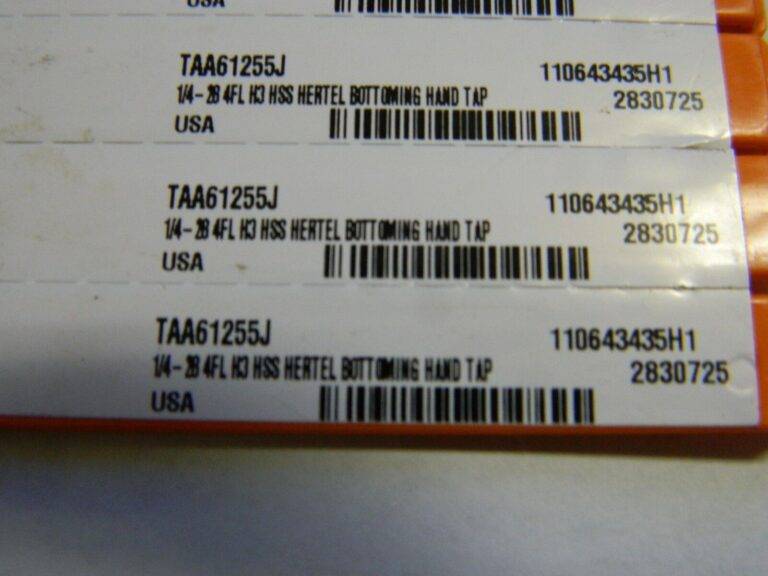 USA
TAA61255J 110643435H1
1/4-28 4FL H3 HSS HERTEL BOTTOMING HAND TAP 2830725
USA
TAA61255J 110643435H1
1/4-28 4FL H3 HSS HERTEL BOTTOMING HAND TAP 2830725
USA
TAA61255J 110643435H1
1/4-28 4FL H3 HSS HERTEL BOTTOMING HAND TAP 2830725
USA